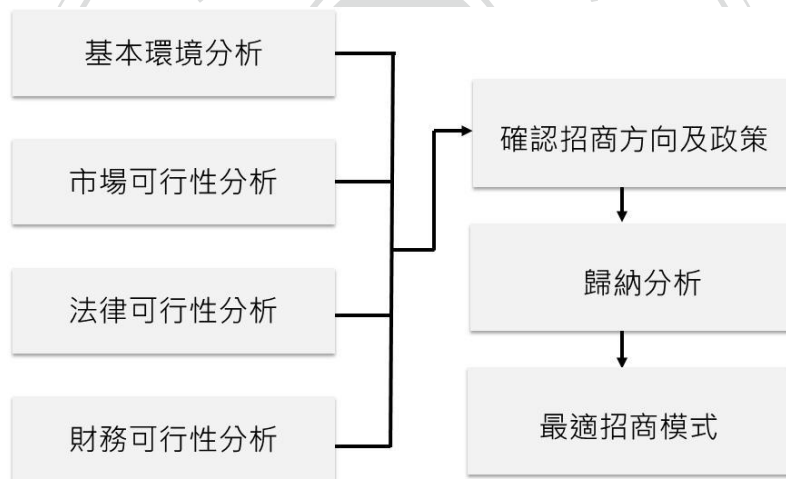 基本環境分析
市場可行性分析
法律可行性分析
財務可行性分析
確認招商方向及政策
歸納分析
最適招商模式